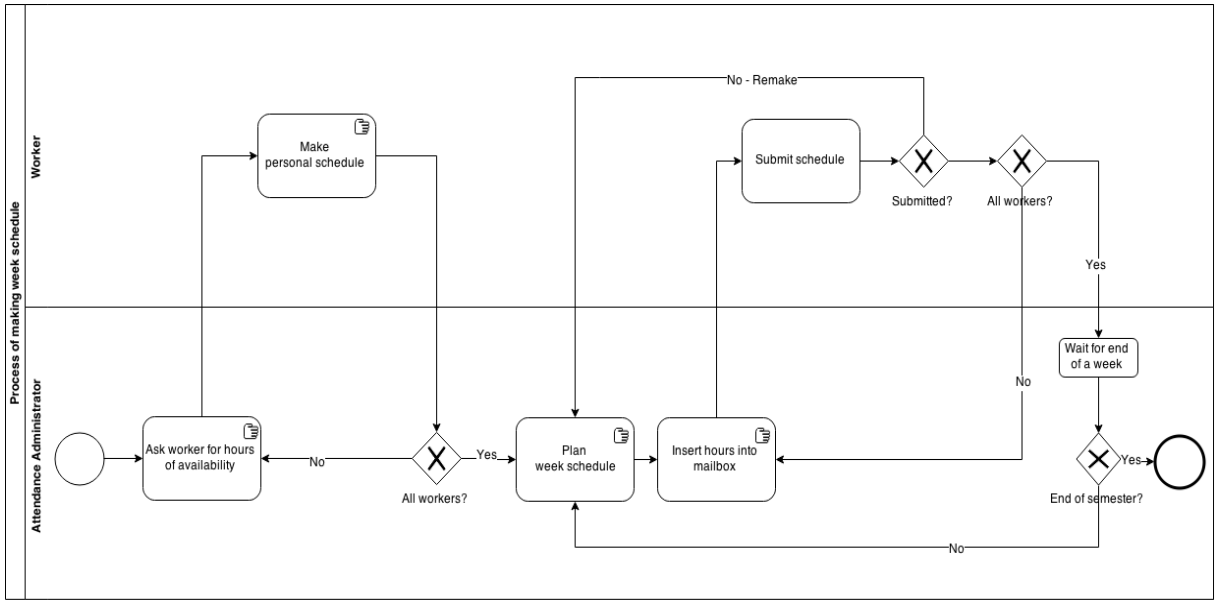 Process of making week schedule
Worker
No - Remake
Make
personal schedule
Submit schedule
Submitted?
All workers?
Yes
Attendance Administrator
Wait for end
of a week
No
Ask worker for hours
of availability
No
All workers?
Yes
Plan
week schedule
Insert hours into
mailbox
Yes
End of semester?
No